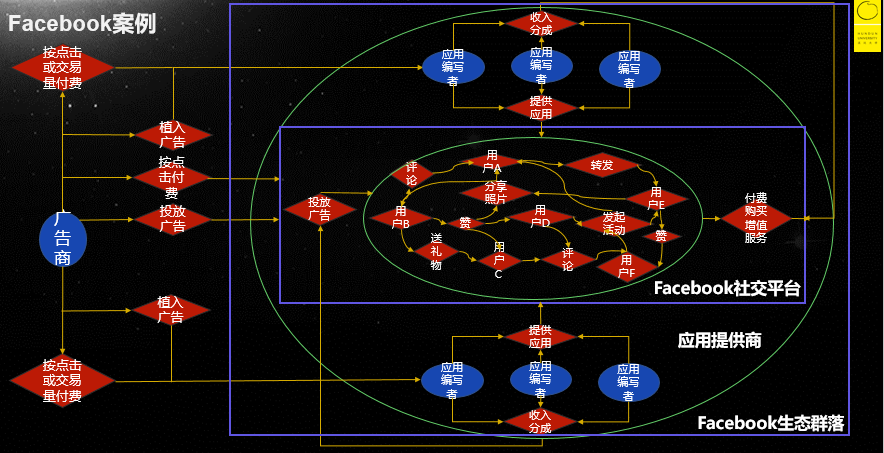 Facebook案例
按点击
或交易
量付费
植入
广告
按点
击付
费
投放
广告
广
告
商
植入
广告
按点击
或交易
量付费
收入
分成
应用
编写
者
应用
编写
者
应用
编写
者
提供
应用
投放
广告
评
论
用
户A
转发
分享
照片
用
户E
用
户B
赞
用
户D
发起
活动
赞
送
礼
物
用
户
C
评
论
用
户F
Facebook社交平台
付费
购买
增值
服务
提供
应用
应用提供商
应用
编写
者
应用
编写
者
应用
编写
者
收入
分成
Facebook生态群落